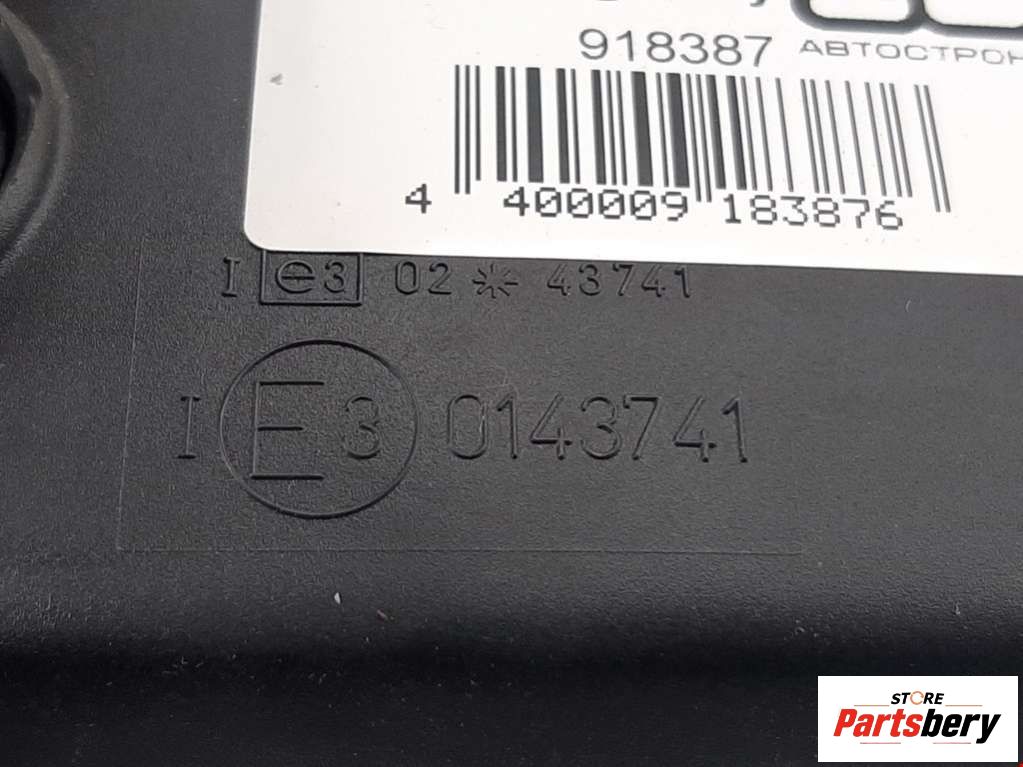 918387 АВТОСТРОН
4 400009 183876
I e3 02 * 43741
I E3 0143741
STORE
Partsbery